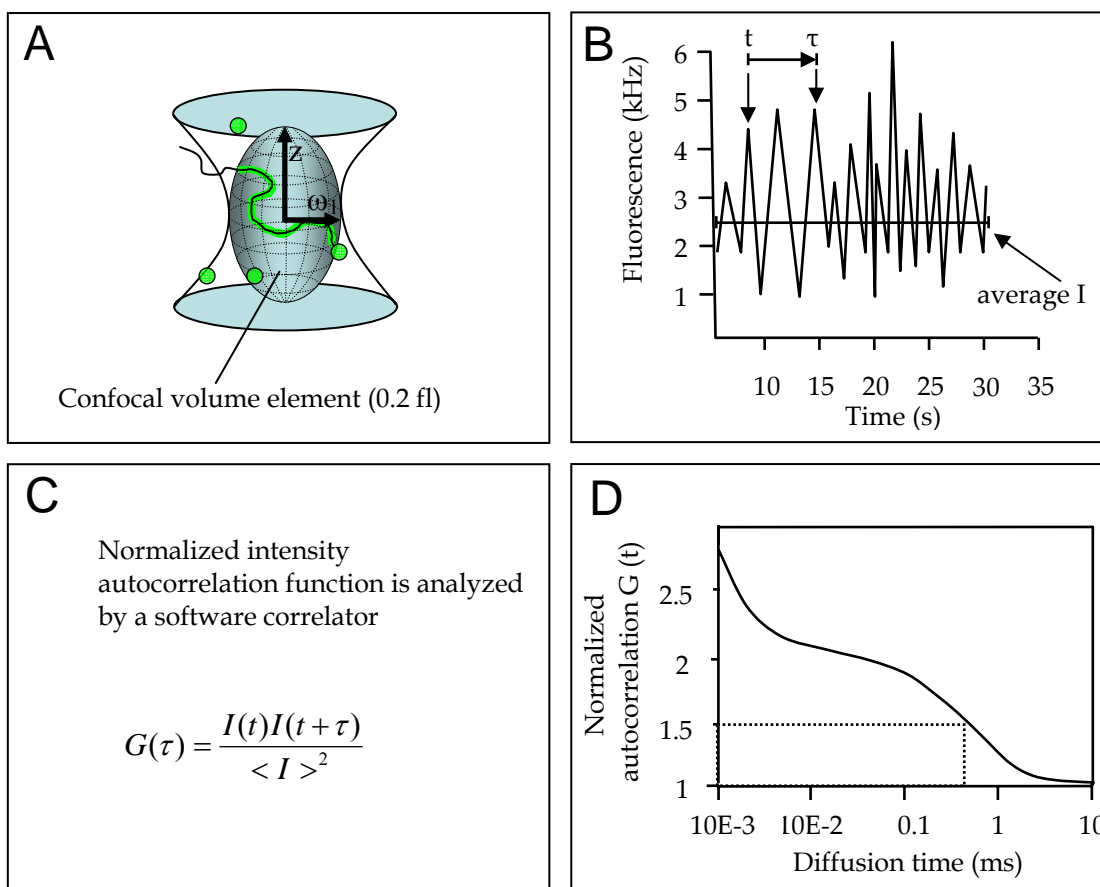 A
z
ω1
Confocal volume element (0.2 fl)
B
t τ
Fluorescence (kHz)
6
5
4
3
2
1
average I
10 15 20 25 30 35
Time (s)
C
Normalized intensity
autocorrelation function is analyzed
by a software correlator
G(τ) = I(t)I(t + τ) / < I >²
D
Normalized
autocorrelation G (t)
2.5
2
1.5
1
10E-3 10E-2 0.1 1 10
Diffusion time (ms)